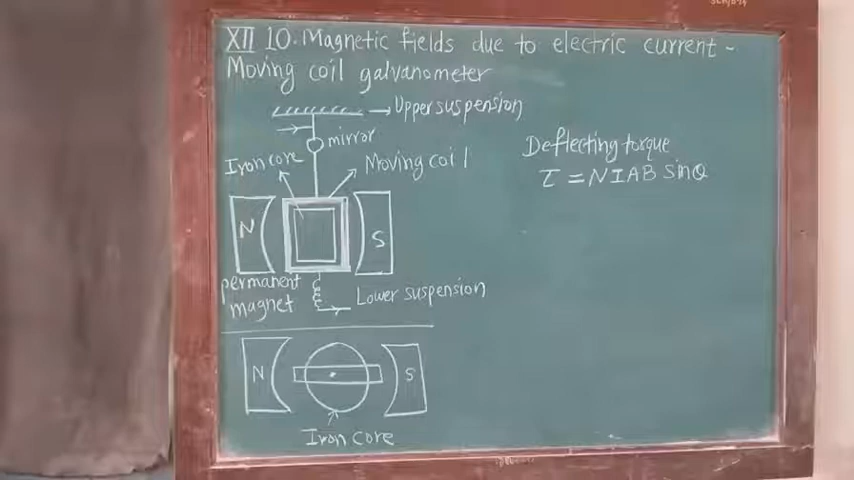 XII 10. Magnetic fields due to electric current -
Moving coil galvanometer
Upper suspension
mirror
Iron core
Moving coil
N
S
permanent
magnet
Lower suspension
Deflecting torque
τ = NIAB sinθ
N
S
Iron core